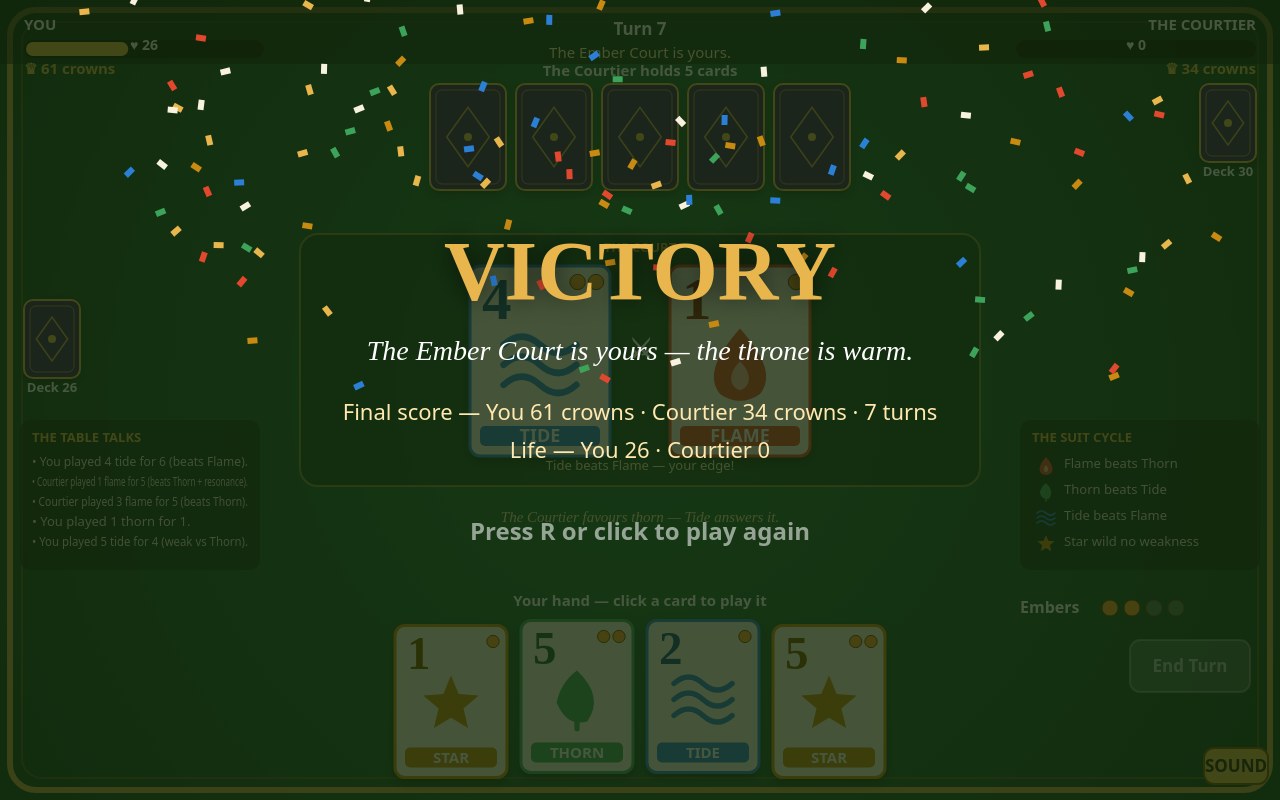 YOU
Turn 7
THE COURTIER
♥ 26
The Ember Court is yours.
♥ 0
♛ 61 crowns
The Courtier holds 5 cards
♛ 34 crowns
Deck 30
VICTORY
4
1
The Ember Court is yours — the throne is warm.
Deck 26
Final score — You 61 crowns · Courtier 34 crowns · 7 turns
TIDE
FLAME
Life — You 26 · Courtier 0
Tide beats Flame — your edge!
THE TABLE TALKS
• You played 4 tide for 6 (beats Flame).
• Courtier played 1 flame for 5 (beats Thorn + resonance).
• Courtier played 3 flame for 5 (beats Thorn).
• You played 1 thorn for 1.
• You played 5 tide for 4 (weak vs Thorn).
THE SUIT CYCLE
Flame beats Thorn
Thorn beats Tide
Tide beats Flame
Star wild no weakness
The Courtier favours thorn — Tide answers it.
Press R or click to play again
Your hand — click a card to play it
Embers
1
STAR
5
THORN
2
TIDE
5
STAR
End Turn
SOUND